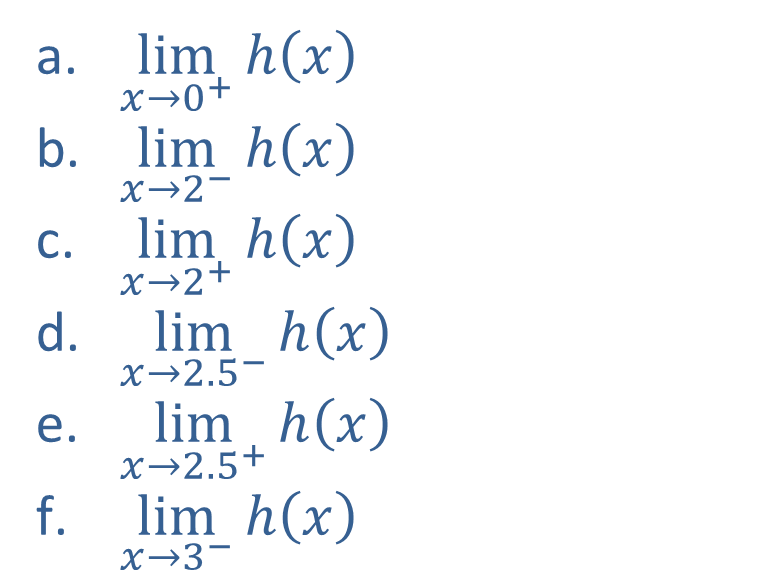 a. lim h(x)
x→0⁺
b. lim h(x)
x→2⁻
c. lim h(x)
x→2⁺
d. lim h(x)
x→2.5⁻
e. lim h(x)
x→2.5⁺
f. lim h(x)
x→3⁻